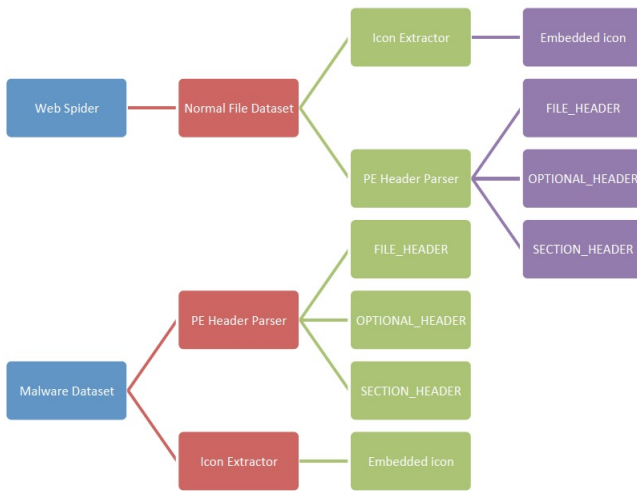 Icon Extractor
Embedded icon
Web Spider
Normal File Dataset
FILE_HEADER
PE Header Parser
OPTIONAL_HEADER
SECTION_HEADER
FILE_HEADER
PE Header Parser
OPTIONAL_HEADER
Malware Dataset
SECTION_HEADER
Icon Extractor
Embedded icon